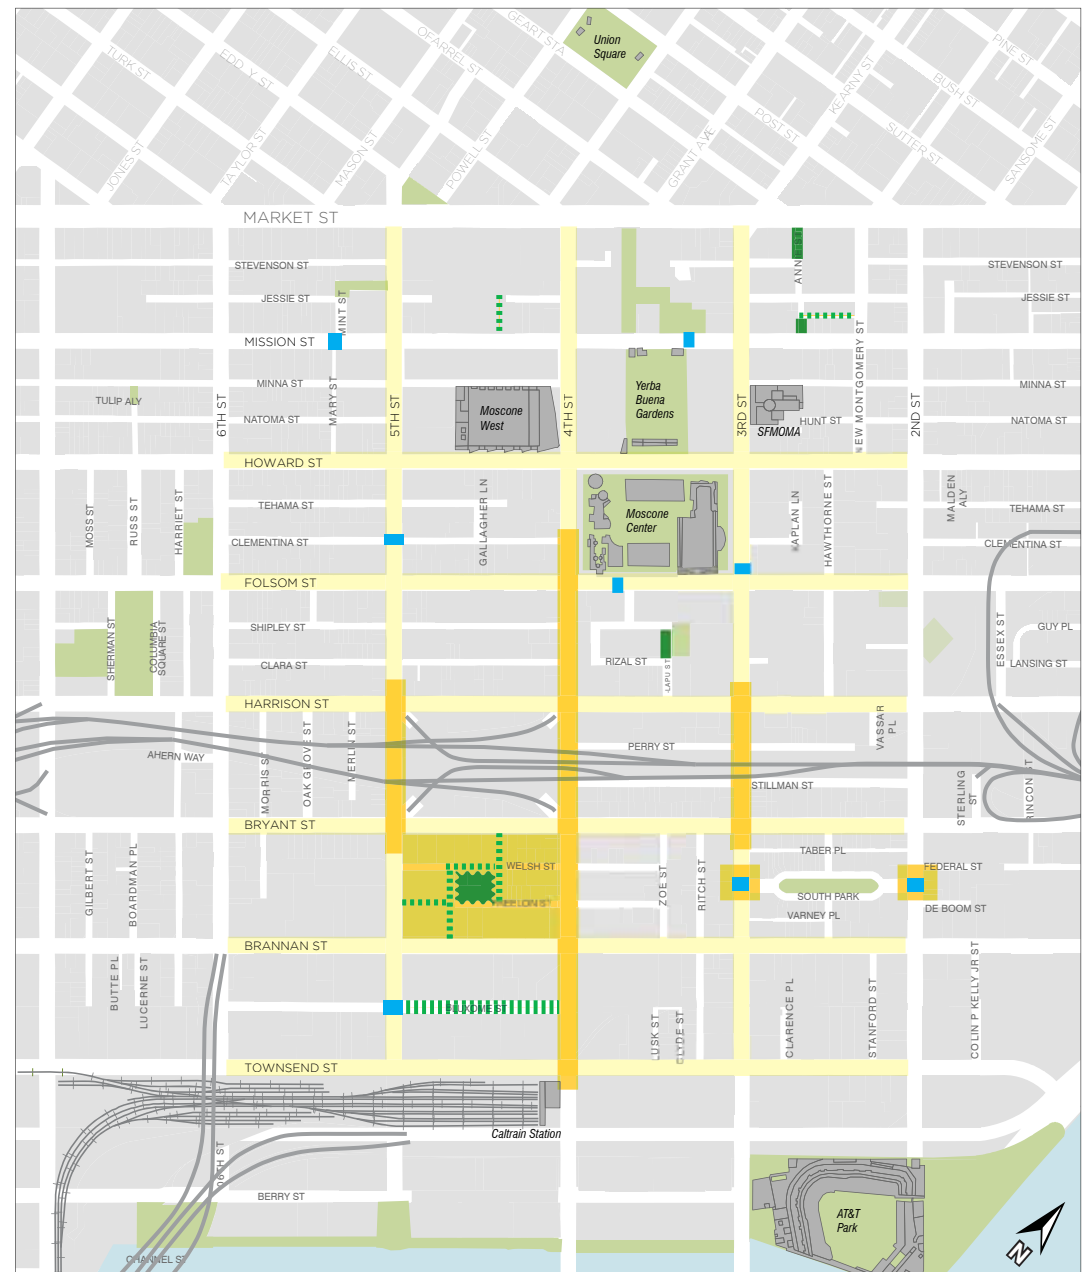 GEART STA
Union
Square
PINE ST
OFARREL ST
TURK ST
EDD Y ST
ELLIS ST
KEARNY ST
BUSH ST
POST ST
SUTTER ST
SANSOME ST
GRANT AVE
JONES ST
TAYLOR ST
MASON ST
POWELL ST
MARKET ST
STEVENSON ST
STEVENSON ST
JESSIE ST
JESSIE ST
MINT ST
MISSION ST
NEW MONTGOMERY ST
MINNA ST
MINNA ST
TULIP ALY
MARY ST
6TH ST
5TH ST
4TH ST
3RD ST
2ND ST
NATOMA ST
NATOMA ST
Moscone
West
Yerba
Buena
Gardens
HUNT ST
SFMOMA
HOWARD ST
MOSS ST
RUSS ST
HARRIET ST
TEHAMA ST
TEHAMA ST
GALLAGHER LN
Moscone
Center
KAPLAN LN
HAWTHORNE ST
MALDEN
ALY
CLEMENTINA ST
CLEMENTINA ST
FOLSOM ST
SHERMAN ST
COLUMBIA
SQUARE ST
SHIPLEY ST
CLARA ST
RIZAL ST
LAPU ST
ESSEX ST
GUY PL
LANSING ST
HARRISON ST
AHERN WAY
MORRIS S
OAK GROVE ST
MERLIN ST
PERRY ST
VASSAR
PL
STILLMAN ST
STERLING
ST
BRYANT ST
GILBERT ST
BOARDMAN PL
WELSH ST
ZOE ST
RITCH ST
TABER PL
FEDERAL ST
SOUTH PARK
VARNEY PL
DE BOOM ST
BRANNAN ST
BUTTE PL
LUCERNE ST
BLUXOME ST
LUSK ST
CLYDE ST
CLARENCE PL
STANFORD ST
COLIN P KELLY JR ST
TOWNSEND ST
Caltrain Station
BERRY ST
AT&T
Park
CHANNEL ST
N